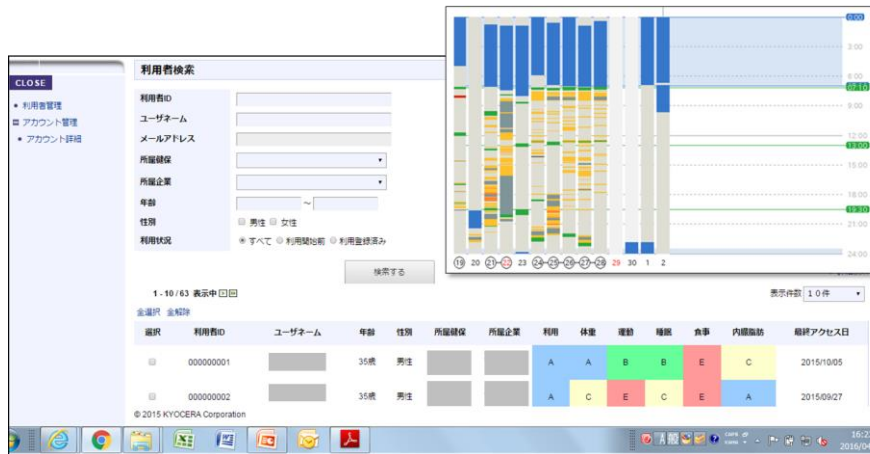 利用者検索
CLOSE
利用者管理
アカウント管理
アカウント詳細
利用者ID
ユーザネーム
メールアドレス
所属健保
所属企業
年齢 ～
性別 男性 女性
利用状況 すべて 利用開始前 利用登録済み
検索する
1 - 10 / 63 表示中
表示件数 10件
全選択 全解除
選択 利用者ID ユーザネーム 年齢 性別 所属健保 所属企業 利用 体重 運動 睡眠 食事 内臓脂肪 最終アクセス日
000000001 35歳 男性 A A B B E C 2015/10/05
000000002 35歳 男性 A C E C E A 2015/09/27
© 2015 KYOCERA Corporation
0:00
3:00
6:00
07:10
9:00
12:00
13:00
15:00
18:00
19:30
21:00
24:00
19 20 21 22 23 24 25 26 27 28 29 30 1 2
A 般
CAPS
KANA